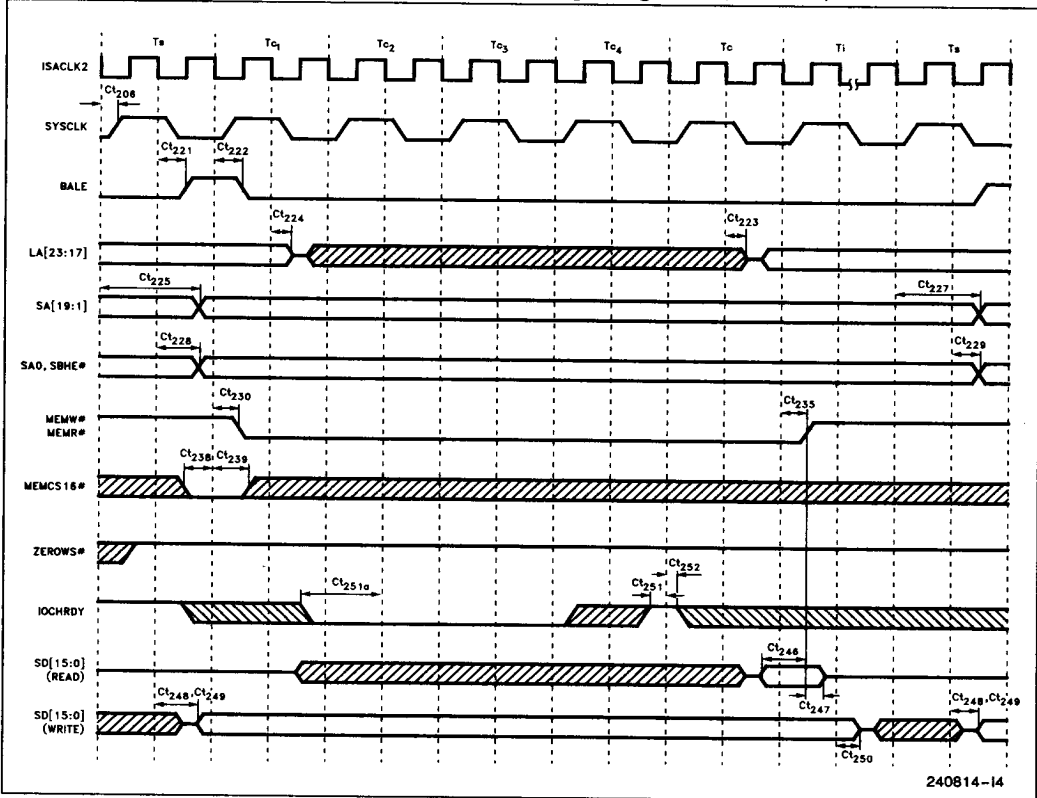 Ts Tc1 Tc2 Tc3 Tc4 Tc Ti Ts
ISACLK2
Ct206
SYSCLK
Ct221 Ct222
BALE
Ct224 Ct223
LA[23:17]
Ct225 Ct227
SA[19:1]
Ct228 Ct229
SA0, SBHE#
Ct230 Ct235
MEMW#
MEMR#
Ct238 Ct239
MEMCS16#
ZEROWS#
Ct251a Ct251 Ct252
IOCHRDY
Ct246
SD[15:0]
(READ)
Ct247
Ct248,Ct249 Ct248,Ct249
SD[15:0]
(WRITE)
Ct250
240814-14